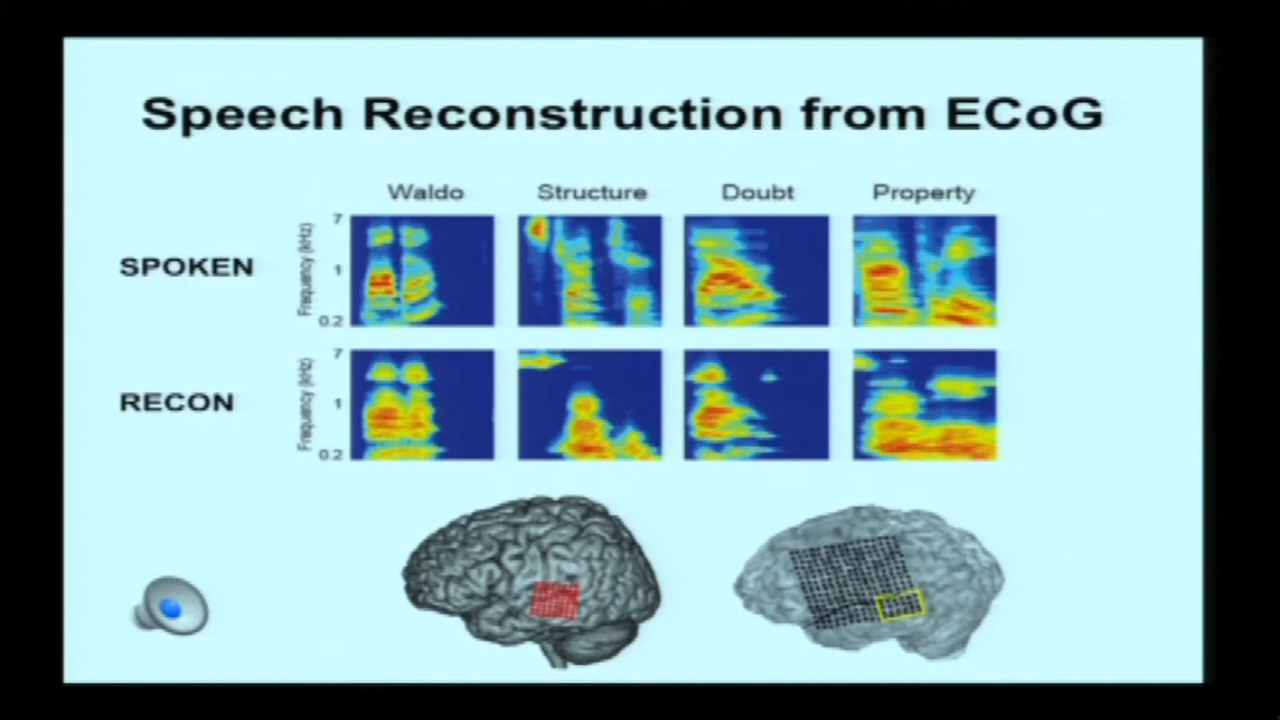 Speech Reconstruction from ECoG
Waldo Structure Doubt Property
SPOKEN
Frequency (kHz)
7
1
0.2
RECON
Frequency (kHz)
7
1
0.2